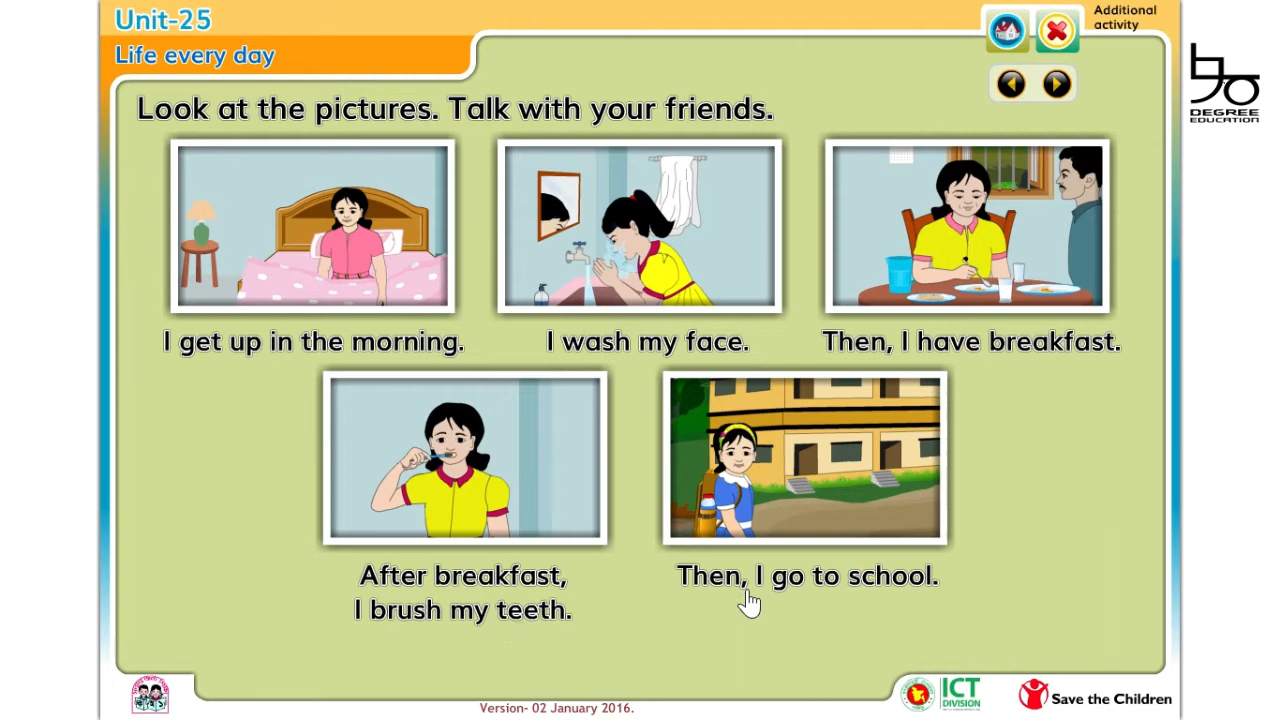 Unit-25
Life every day
Additional
activity
DEGREE
EDUCATION
Look at the pictures. Talk with your friends.
I get up in the morning.
I wash my face.
Then, I have breakfast.
After breakfast,
I brush my teeth.
Then, I go to school.
Version- 02 January 2016.
ICT
DIVISION
Save the Children